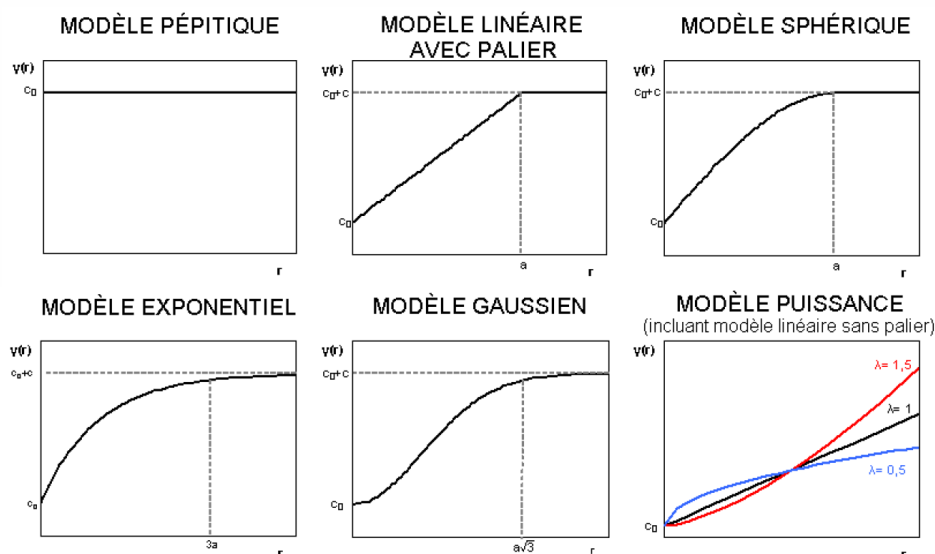 MODÈLE PÉPITIQUE
γ(r)
c₀
r
MODÈLE LINÉAIRE
AVEC PALIER
γ(r)
c₀+c
c₀
a
r
MODÈLE SPHÉRIQUE
γ(r)
c₀+c
c₀
a
r
MODÈLE EXPONENTIEL
γ(r)
c₀+c
c₀
3a
r
MODÈLE GAUSSIEN
γ(r)
c₀+c
c₀
a√3
r
MODÈLE PUISSANCE
(incluant modèle linéaire sans palier)
γ(r)
λ= 1,5
λ= 1
λ= 0,5
c₀
r